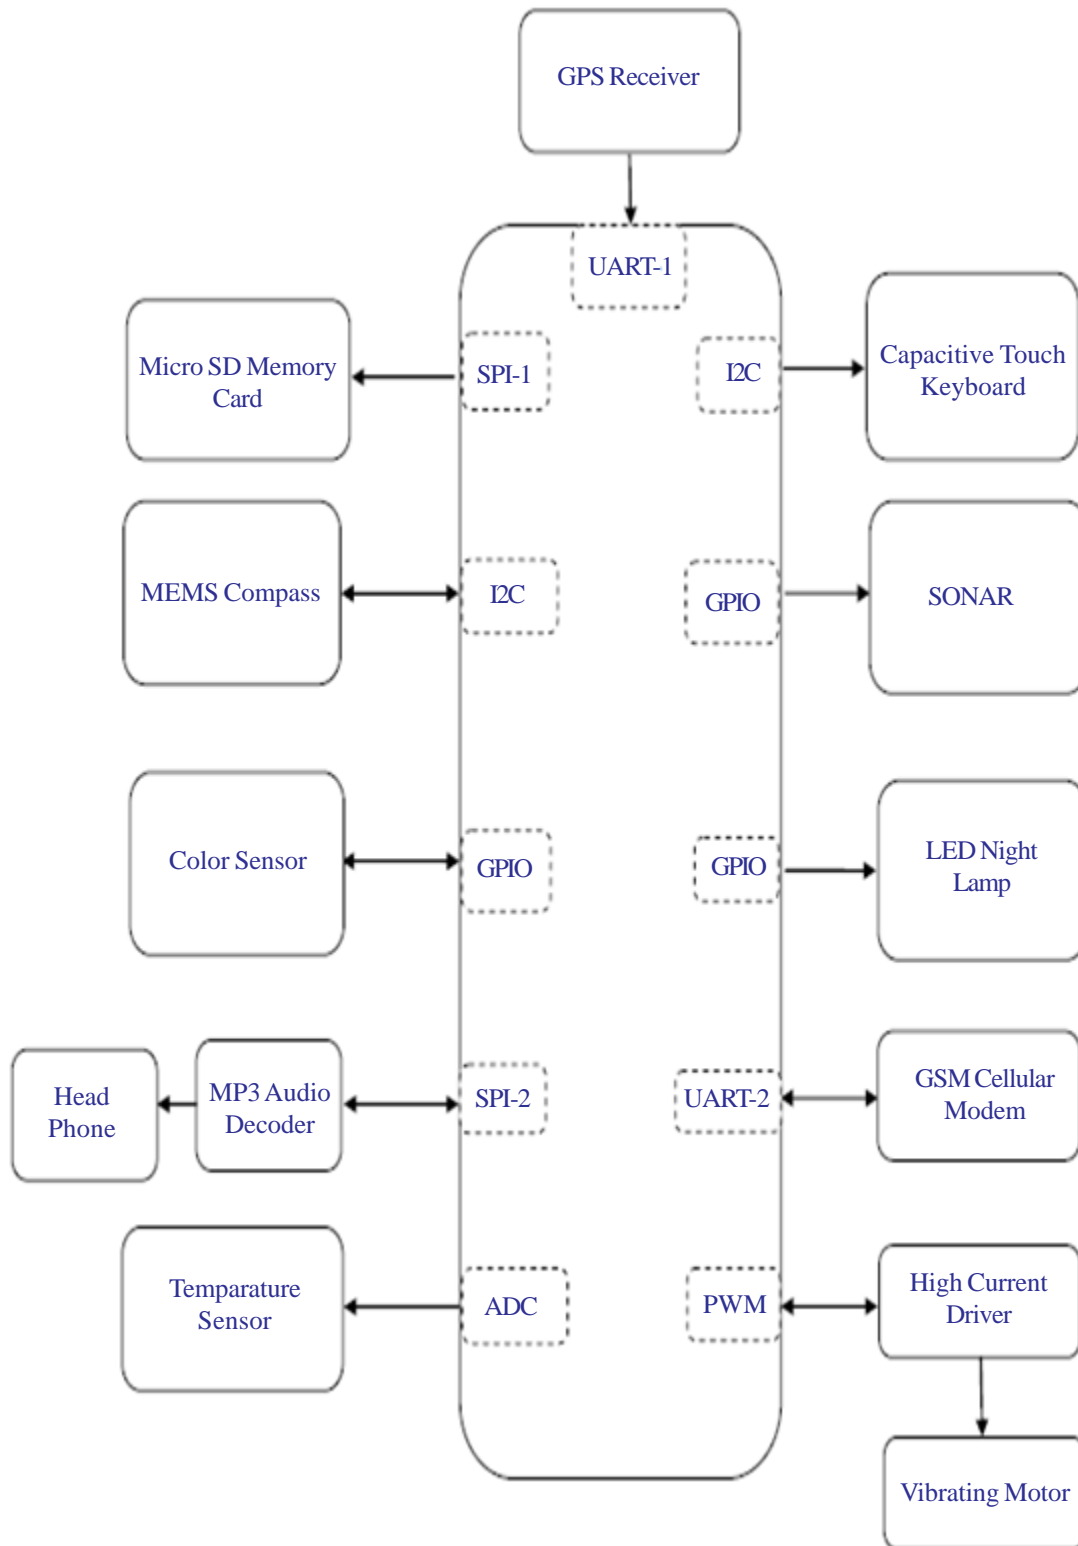 GPS Receiver
UART-1
Micro SD Memory
Card
SPI-1
I2C
Capacitive Touch
Keyboard
MEMS Compass
I2C
GPIO
SONAR
Color Sensor
GPIO
GPIO
LED Night
Lamp
Head
Phone
MP3 Audio
Decoder
SPI-2
UART-2
GSM Cellular
Modem
Temparature
Sensor
ADC
PWM
High Current
Driver
Vibrating Motor